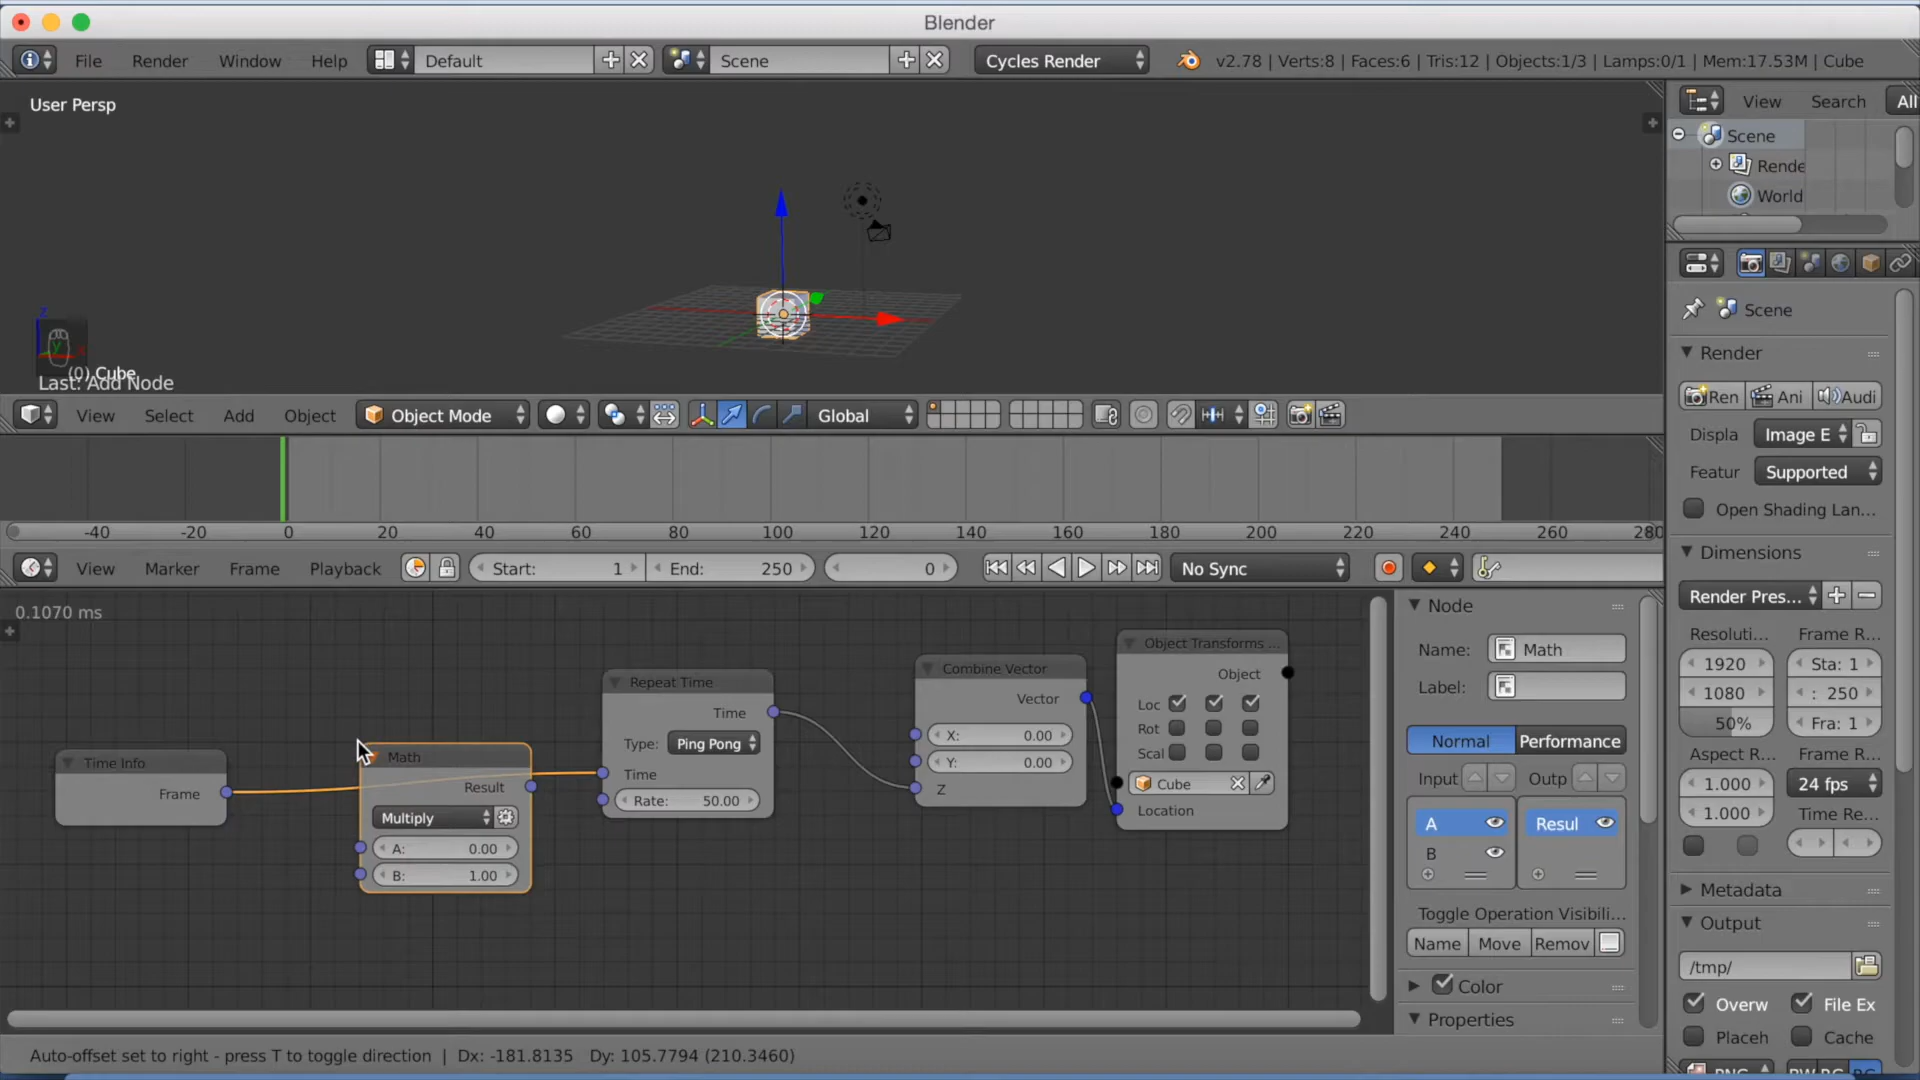 Blender
File Render Window Help Default Scene Cycles Render v2.78 | Verts:8 | Faces:6 | Tris:12 | Objects:1/3 | Lamps:0/1 | Mem:17.53M | Cube
User Persp
View Search All
Scene
Rende
World
Scene
Render
Ren Ani Audi
Displa Image E
Featur Supported
Open Shading Lan...
Dimensions
Render Pres...
Resoluti... Frame R...
1920 Sta: 1
1080 : 250
50% Fra: 1
Aspect R... Frame R...
1.000 24 fps
1.000 Time Re...
Metadata
Output
/tmp/
Overw File Ex
Placeh Cache
z
y
(0) Cube
Last: Add Node
View Select Add Object Object Mode Global
-40 -20 0 20 40 60 80 100 120 140 160 180 200 220 240 260 280
View Marker Frame Playback Start: 1 End: 250 0 No Sync
0.1070 ms
Time Info
Frame
Math
Result
Multiply
A: 0.00
B: 1.00
Repeat Time
Time
Type: Ping Pong
Time
Rate: 50.00
Combine Vector
Vector
X: 0.00
Y: 0.00
Z
Object Transforms ...
Object
Loc
Rot
Scal
Cube
Location
Node
Name: Math
Label:
Normal Performance
Input Outp
A Resul
B
Toggle Operation Visibili...
Name Move Remov
Color
Properties
Auto-offset set to right - press T to toggle direction | Dx: -181.8135 Dy: 105.7794 (210.3460)